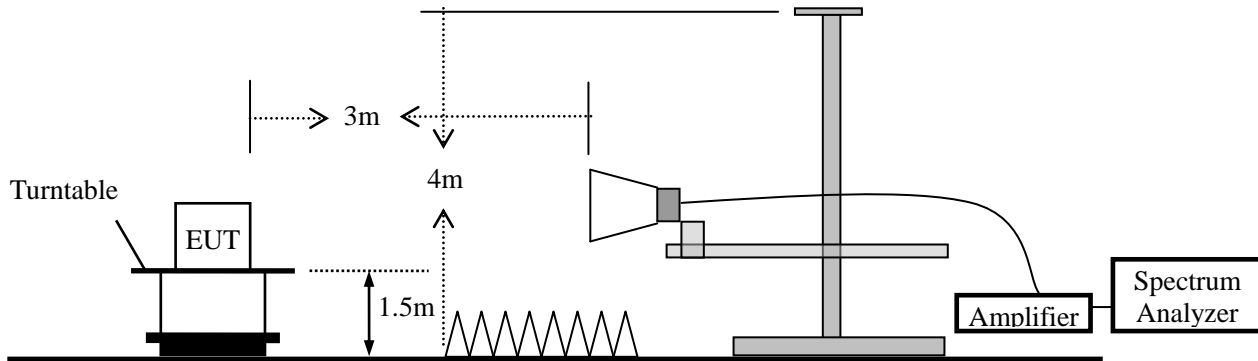 3m
4m
Turntable
EUT
1.5m
Amplifier
Spectrum
Analyzer